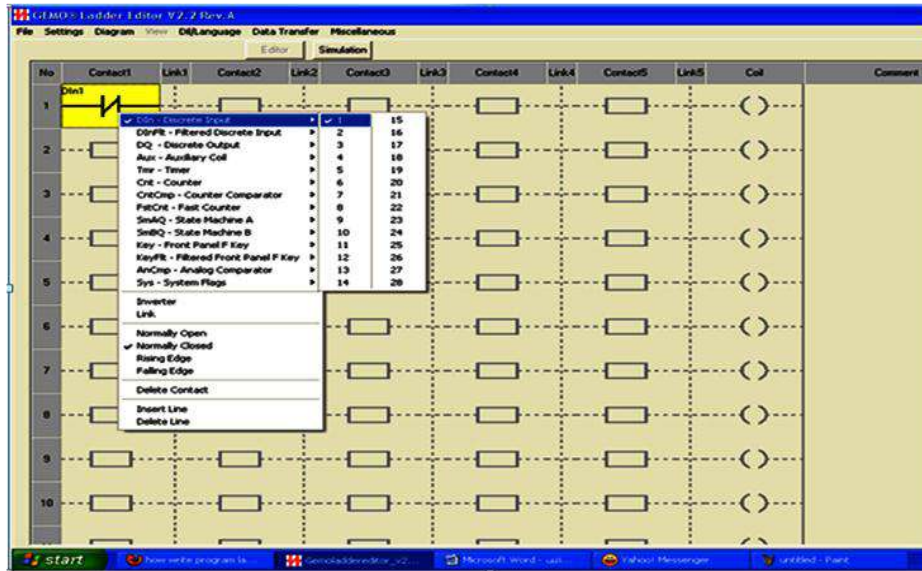 GEMO® Ladder Editor V2.2 Rev.A
File Settings Diagram View Dil/Language Data Transfer Miscellaneous
Editor Simulation
No Contact1 Link1 Contact2 Link2 Contact3 Link3 Contact4 Link4 Contact5 Link5 Coil Comment
DIn1
1
2
3
4
5
6
7
8
9
10
DIn - Discrete Input
DInFlt - Filtered Discrete Input
DQ - Discrete Output
Aux - Auxiliary Coil
Tmr - Timer
Cnt - Counter
CntCmp - Counter Comparator
FstCnt - Fast Counter
SmAQ - State Machine A
SmBQ - State Machine B
Key - Front Panel F Key
KeyFlt - Filtered Front Panel F Key
AnCmp - Analog Comparator
Sys - System Flags
Inverter
Link
Normally Open
Normally Closed
Rising Edge
Falling Edge
Delete Contact
Insert Line
Delete Line
1 15
2 16
3 17
4 18
5 19
6 20
7 21
8 22
9 23
10 24
11 25
12 26
13 27
14 28
start how write program la... Gemoladdereditor_v2... Microsoft Word - Yahoo! Messenger untitled - Paint